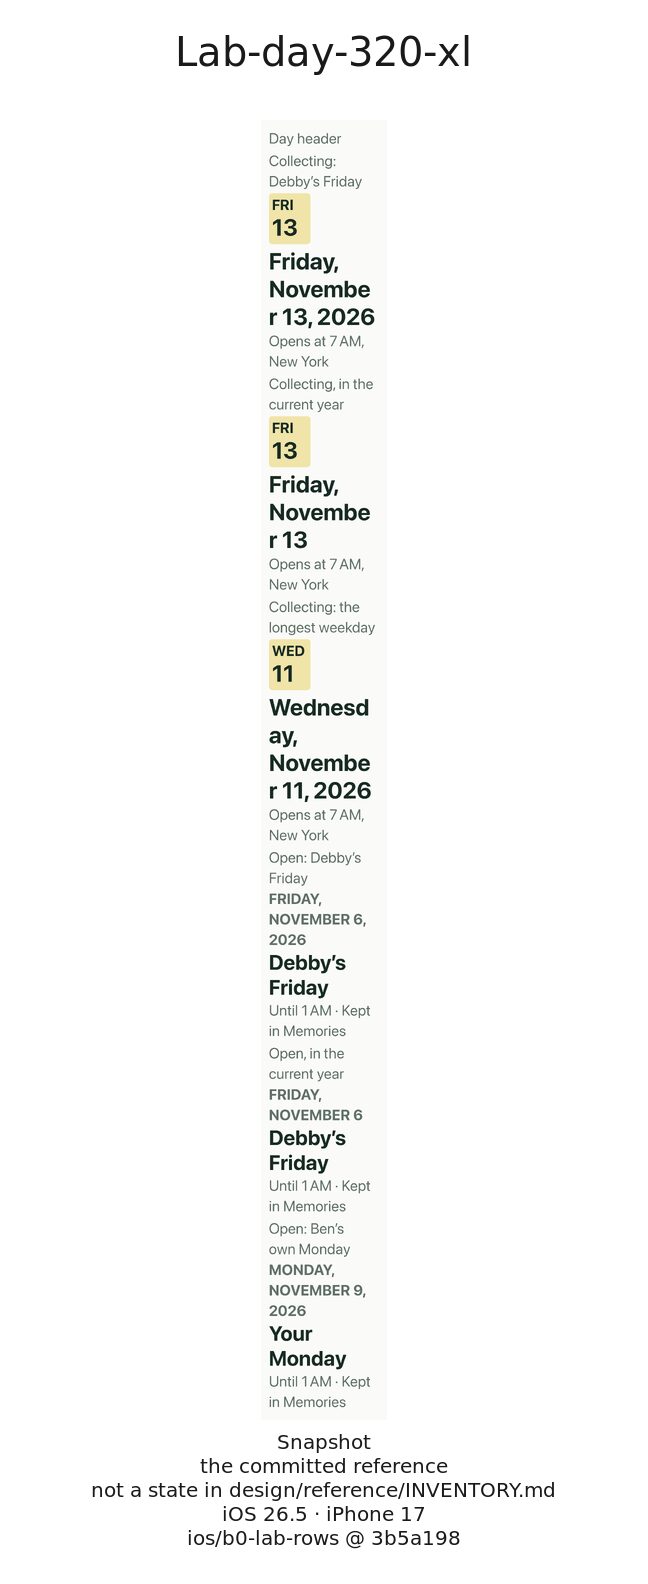 Lab-day-320-xl
Day header
Collecting:
Debby’s Friday
FRI
13
Friday,
Novembe
r 13, 2026
Opens at 7 AM,
New York
Collecting, in the
current year
FRI
13
Friday,
Novembe
r 13
Opens at 7 AM,
New York
Collecting: the
longest weekday
WED
11
Wednesd
ay,
Novembe
r 11, 2026
Opens at 7 AM,
New York
Open: Debby’s
Friday
FRIDAY,
NOVEMBER 6,
2026
Debby’s
Friday
Until 1 AM · Kept
in Memories
Open, in the
current year
FRIDAY,
NOVEMBER 6
Debby’s
Friday
Until 1 AM · Kept
in Memories
Open: Ben’s
own Monday
MONDAY,
NOVEMBER 9,
2026
Your
Monday
Until 1 AM · Kept
in Memories
Snapshot
the committed reference
not a state in design/reference/INVENTORY.md
iOS 26.5 · iPhone 17
ios/b0-lab-rows @ 3b5a198